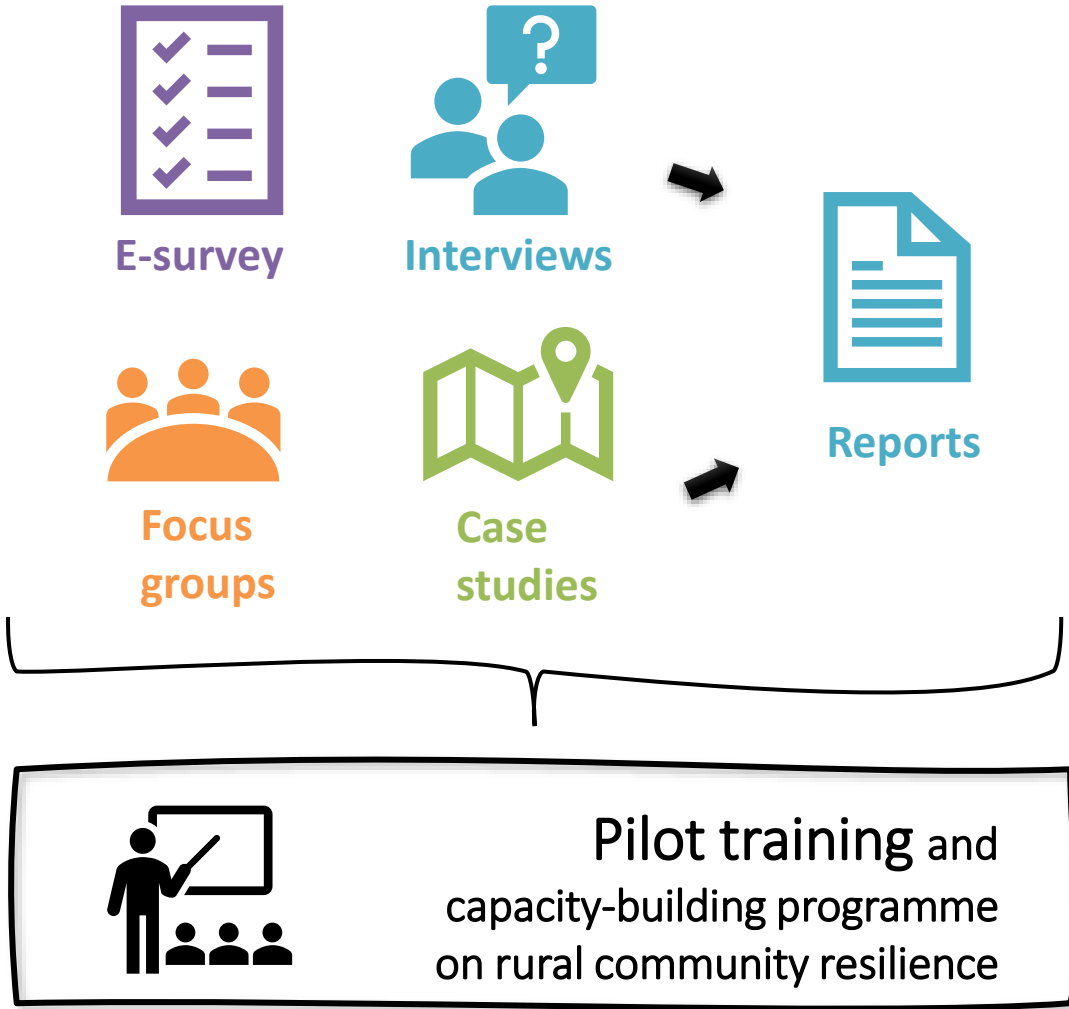 ?
E-survey
Interviews
Reports
Focus
groups
Case
studies
Pilot training and
capacity-building programme
on rural community resilience